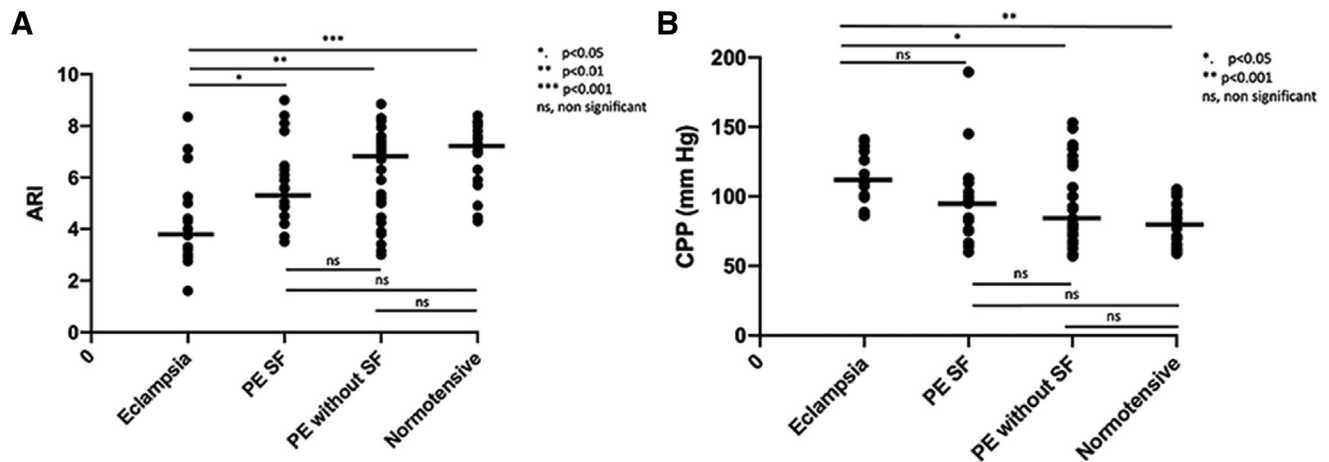 A
***
**
*
*. p<0.05
** p<0.01
*** p<0.001
ns, non significant
10
8
6
4
2
0
ARI
ns
ns
ns
0
Eclampsia
PE SF
PE without SF
Normotensive
B
**
*
ns
*. p<0.05
** p<0.001
ns, non significant
200
150
100
50
0
CPP (mm Hg)
ns
ns
ns
0
Eclampsia
PE SF
PE without SF
Normotensive